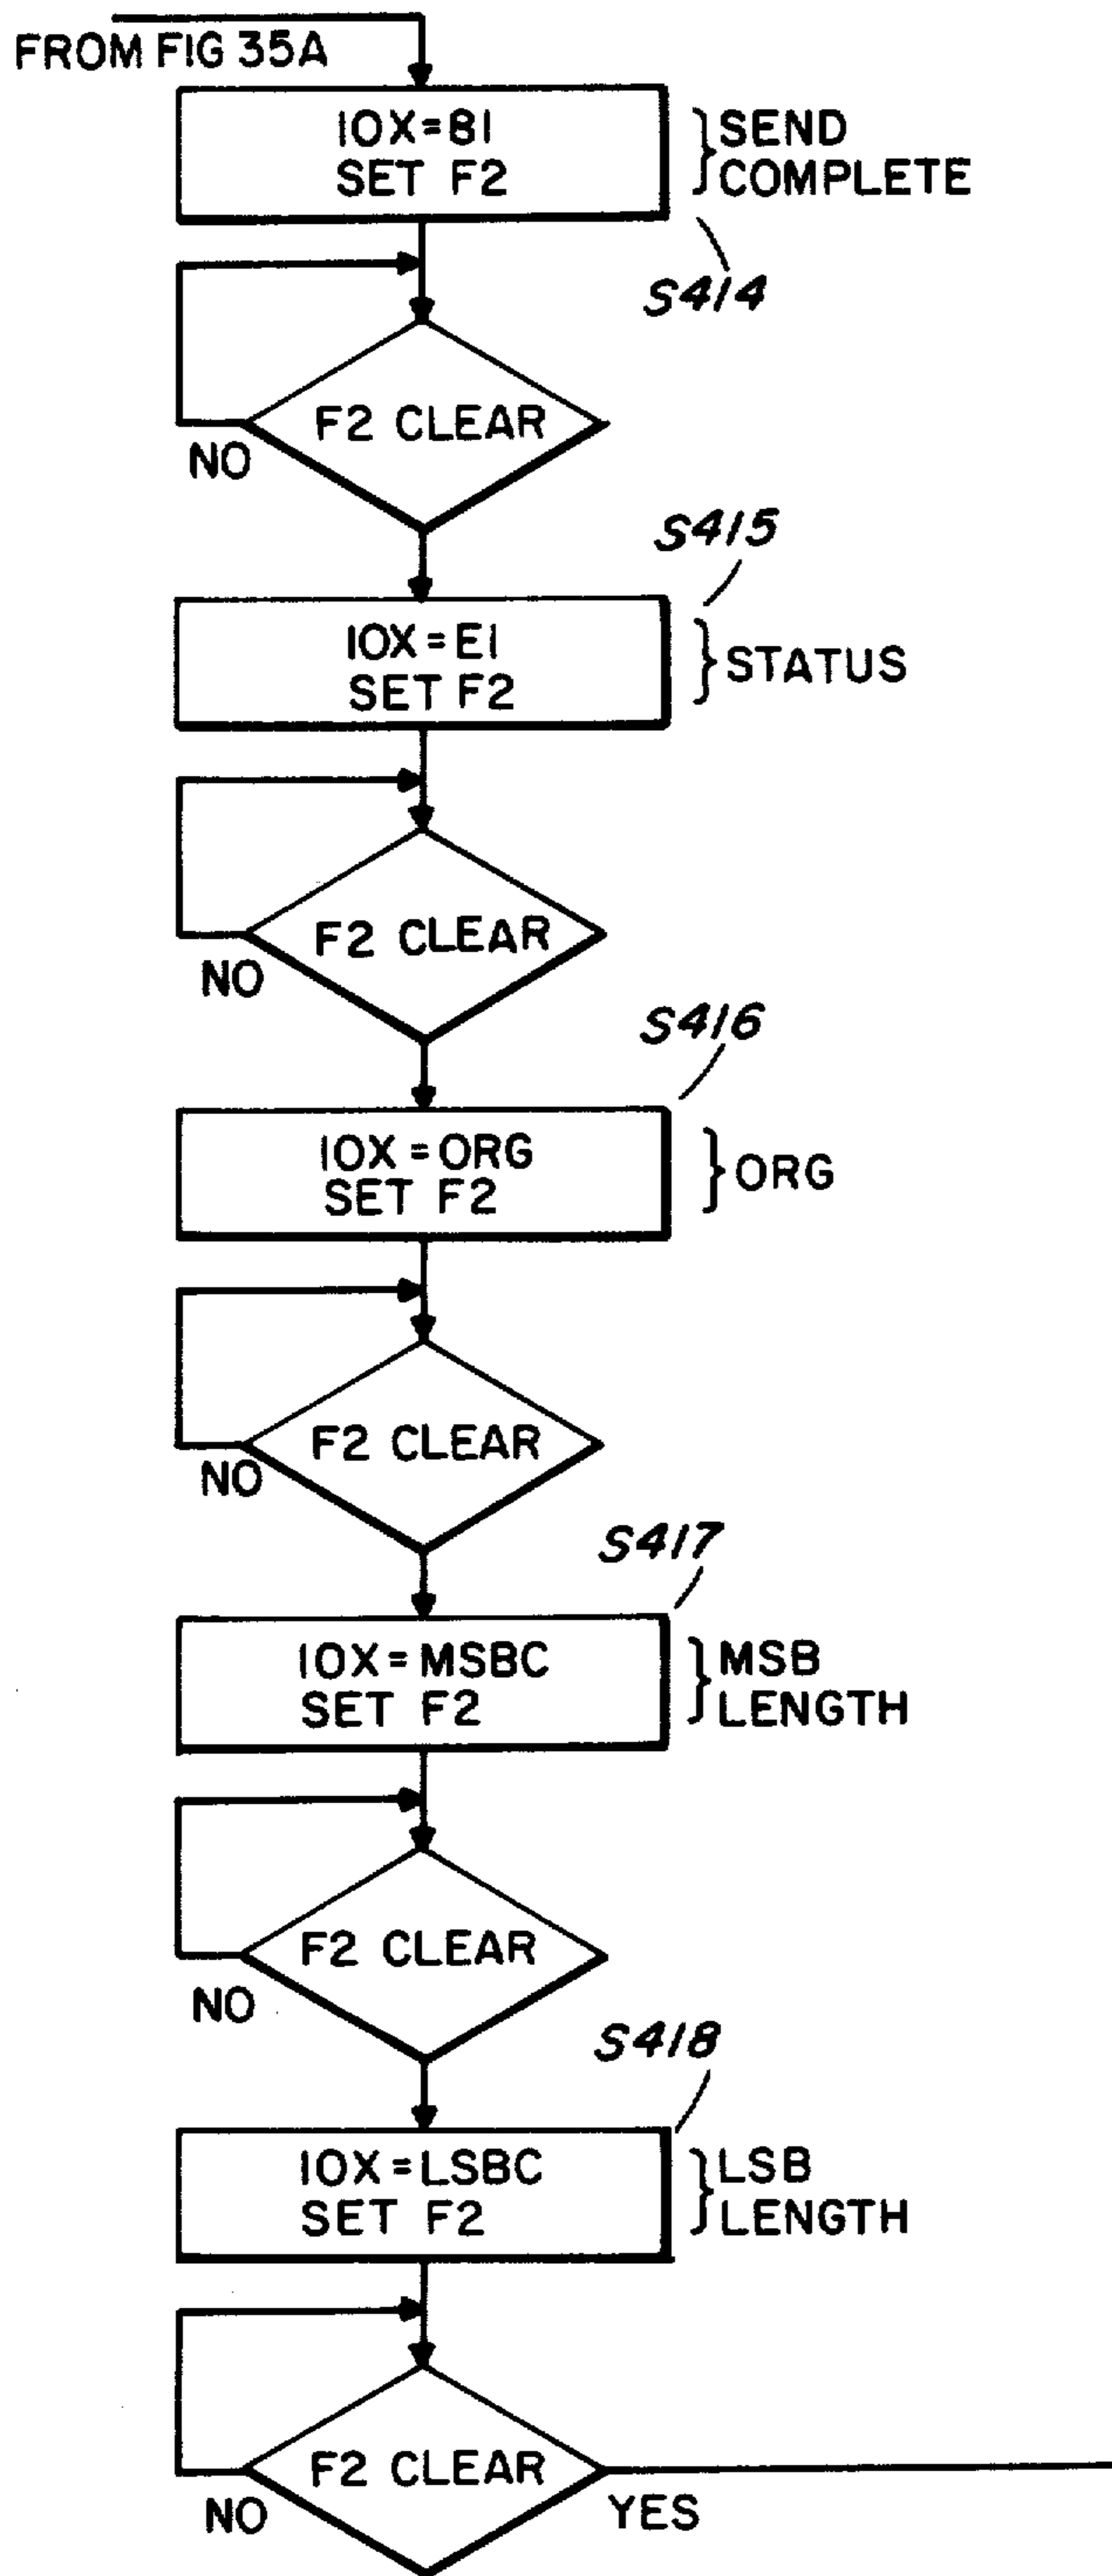 FROM FIG 35A
IOX=81
SET F2
SEND
COMPLETE
S414
F2 CLEAR
NO
S415
IOX=E1
SET F2
STATUS
F2 CLEAR
NO
S416
IOX=ORG
SET F2
ORG
F2 CLEAR
NO
S417
IOX=MSBC
SET F2
MSB
LENGTH
F2 CLEAR
NO
S418
IOX=LSBC
SET F2
LSB
LENGTH
F2 CLEAR
NO
YES